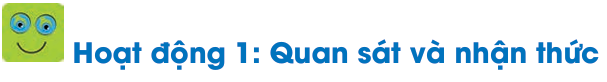 Hoạt động 1: Quan sát và nhận thức